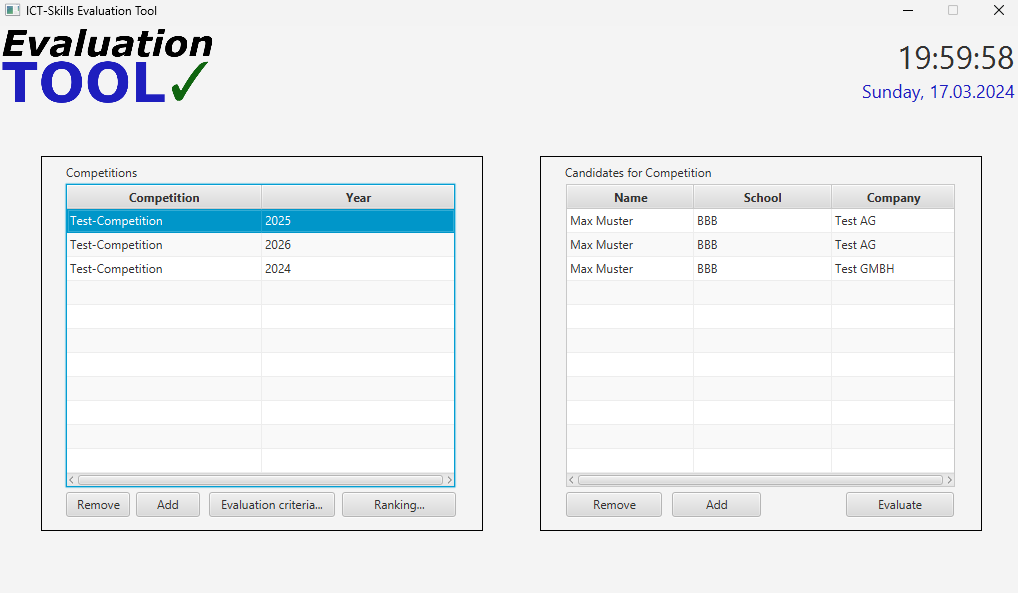 ICT-Skills Evaluation Tool
Evaluation
TOOL✓
19:59:58
Sunday, 17.03.2024
Competitions
Competition Year
Test-Competition 2025
Test-Competition 2026
Test-Competition 2024
Remove Add Evaluation criteria... Ranking...
Candidates for Competition
Name School Company
Max Muster BBB Test AG
Max Muster BBB Test AG
Max Muster BBB Test GMBH
Remove Add Evaluate